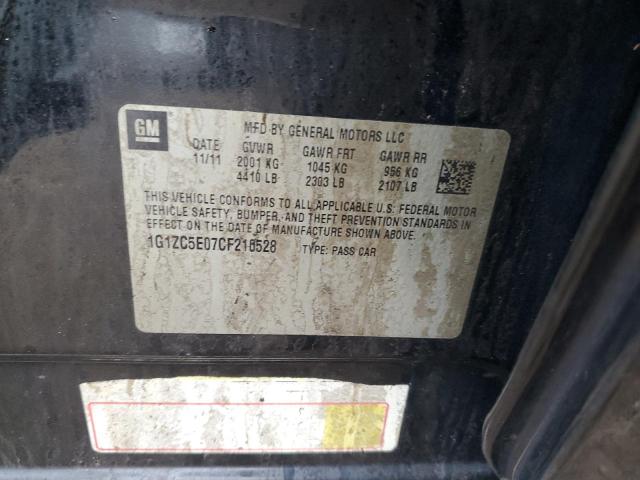 GM
MFD BY GENERAL MOTORS LLC
DATE GVWR GAWR FRT GAWR RR
11/11 2001 KG 1045 KG 956 KG
4410 LB 2303 LB 2107 LB
THIS VEHICLE CONFORMS TO ALL APPLICABLE U.S. FEDERAL MOTOR
VEHICLE SAFETY, BUMPER, AND THEFT PREVENTION STANDARDS IN
EFFECT ON THE DATE OF MANUFACTURE SHOWN ABOVE.
1G1ZC5E07CF218528 TYPE: PASS CAR